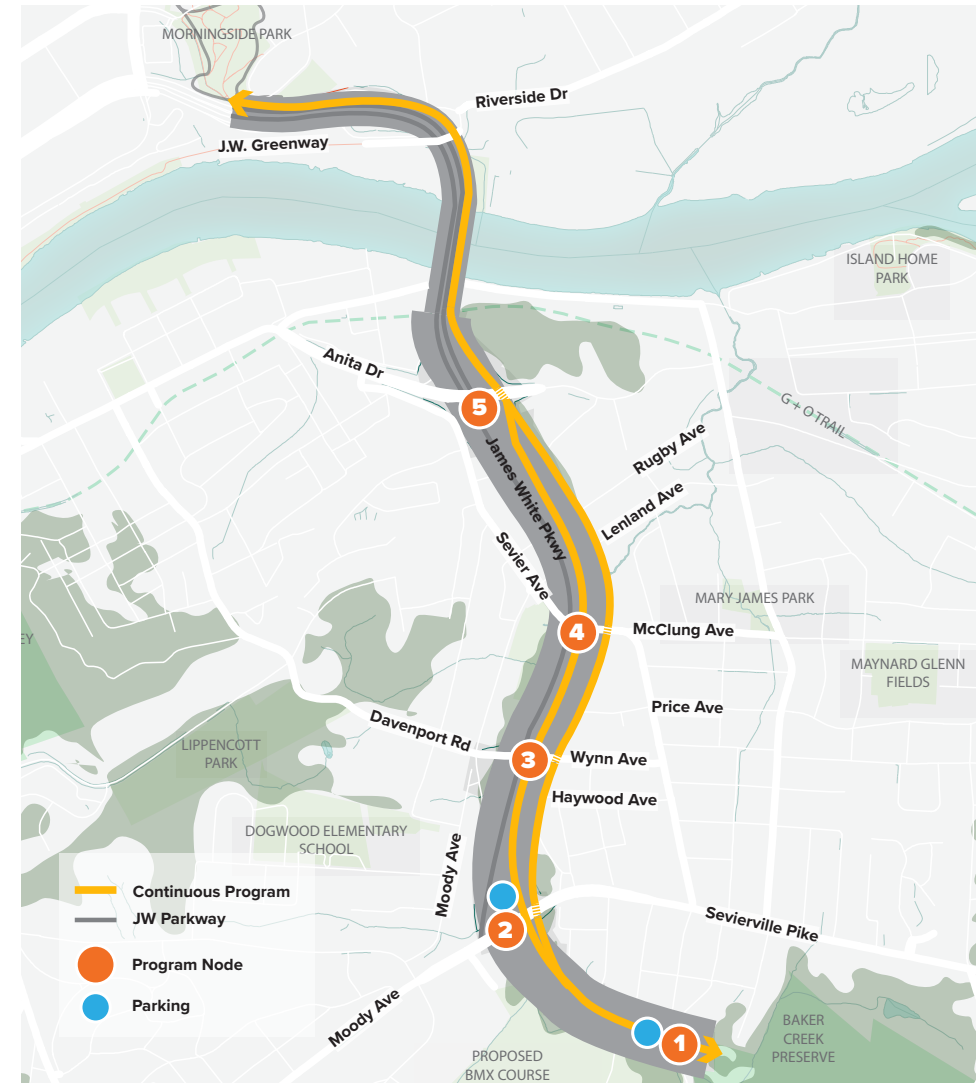 MORNINGSIDE PARK
Riverside Dr
J.W. Greenway
ISLAND HOME
PARK
Anita Dr
G + O TRAIL
5
Rugby Ave
James White Pkwy
Lenland Ave
Sevier Ave
MARY JAMES PARK
4
McClung Ave
EY
MAYNARD GLENN
FIELDS
Price Ave
Davenport Rd
LIPPENCOTT
PARK
3
Wynn Ave
Haywood Ave
DOGWOOD ELEMENTARY
SCHOOL
Moody Ave
Continuous Program
JW Parkway
Program Node
Parking
2
Sevierville Pike
Moody Ave
1
BAKER
CREEK
PRESERVE
PROPOSED
BMX COURSE